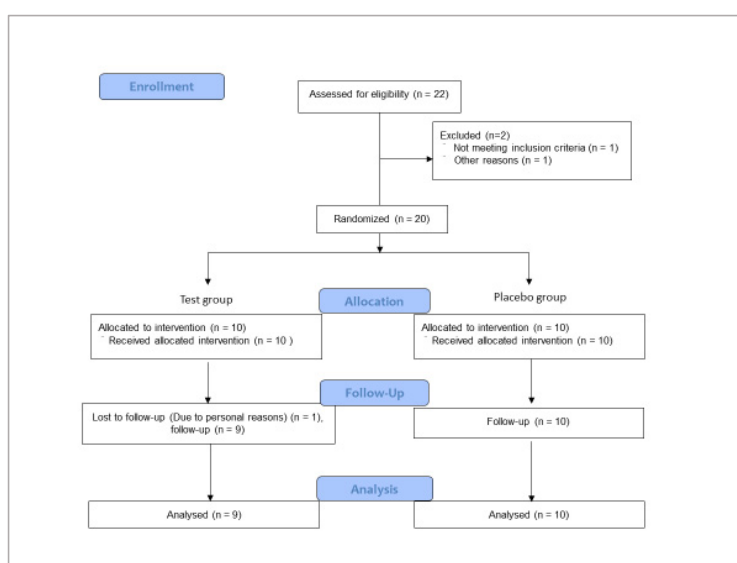 Enrollment
Assessed for eligibility (n = 22)
Excluded (n=2)
¨ Not meeting inclusion criteria (n = 1)
¨ Other reasons (n = 1)
Randomized (n = 20)
Test group
Allocation
Placebo group
Allocated to intervention (n = 10)
¨ Received allocated intervention (n = 10 )
Allocated to intervention (n = 10)
¨ Received allocated intervention (n = 10)
Follow-Up
Lost to follow-up (Due to personal reasons) (n = 1),
follow-up (n = 9)
Follow-up (n = 10)
Analysis
Analysed (n = 9)
Analysed (n = 10)